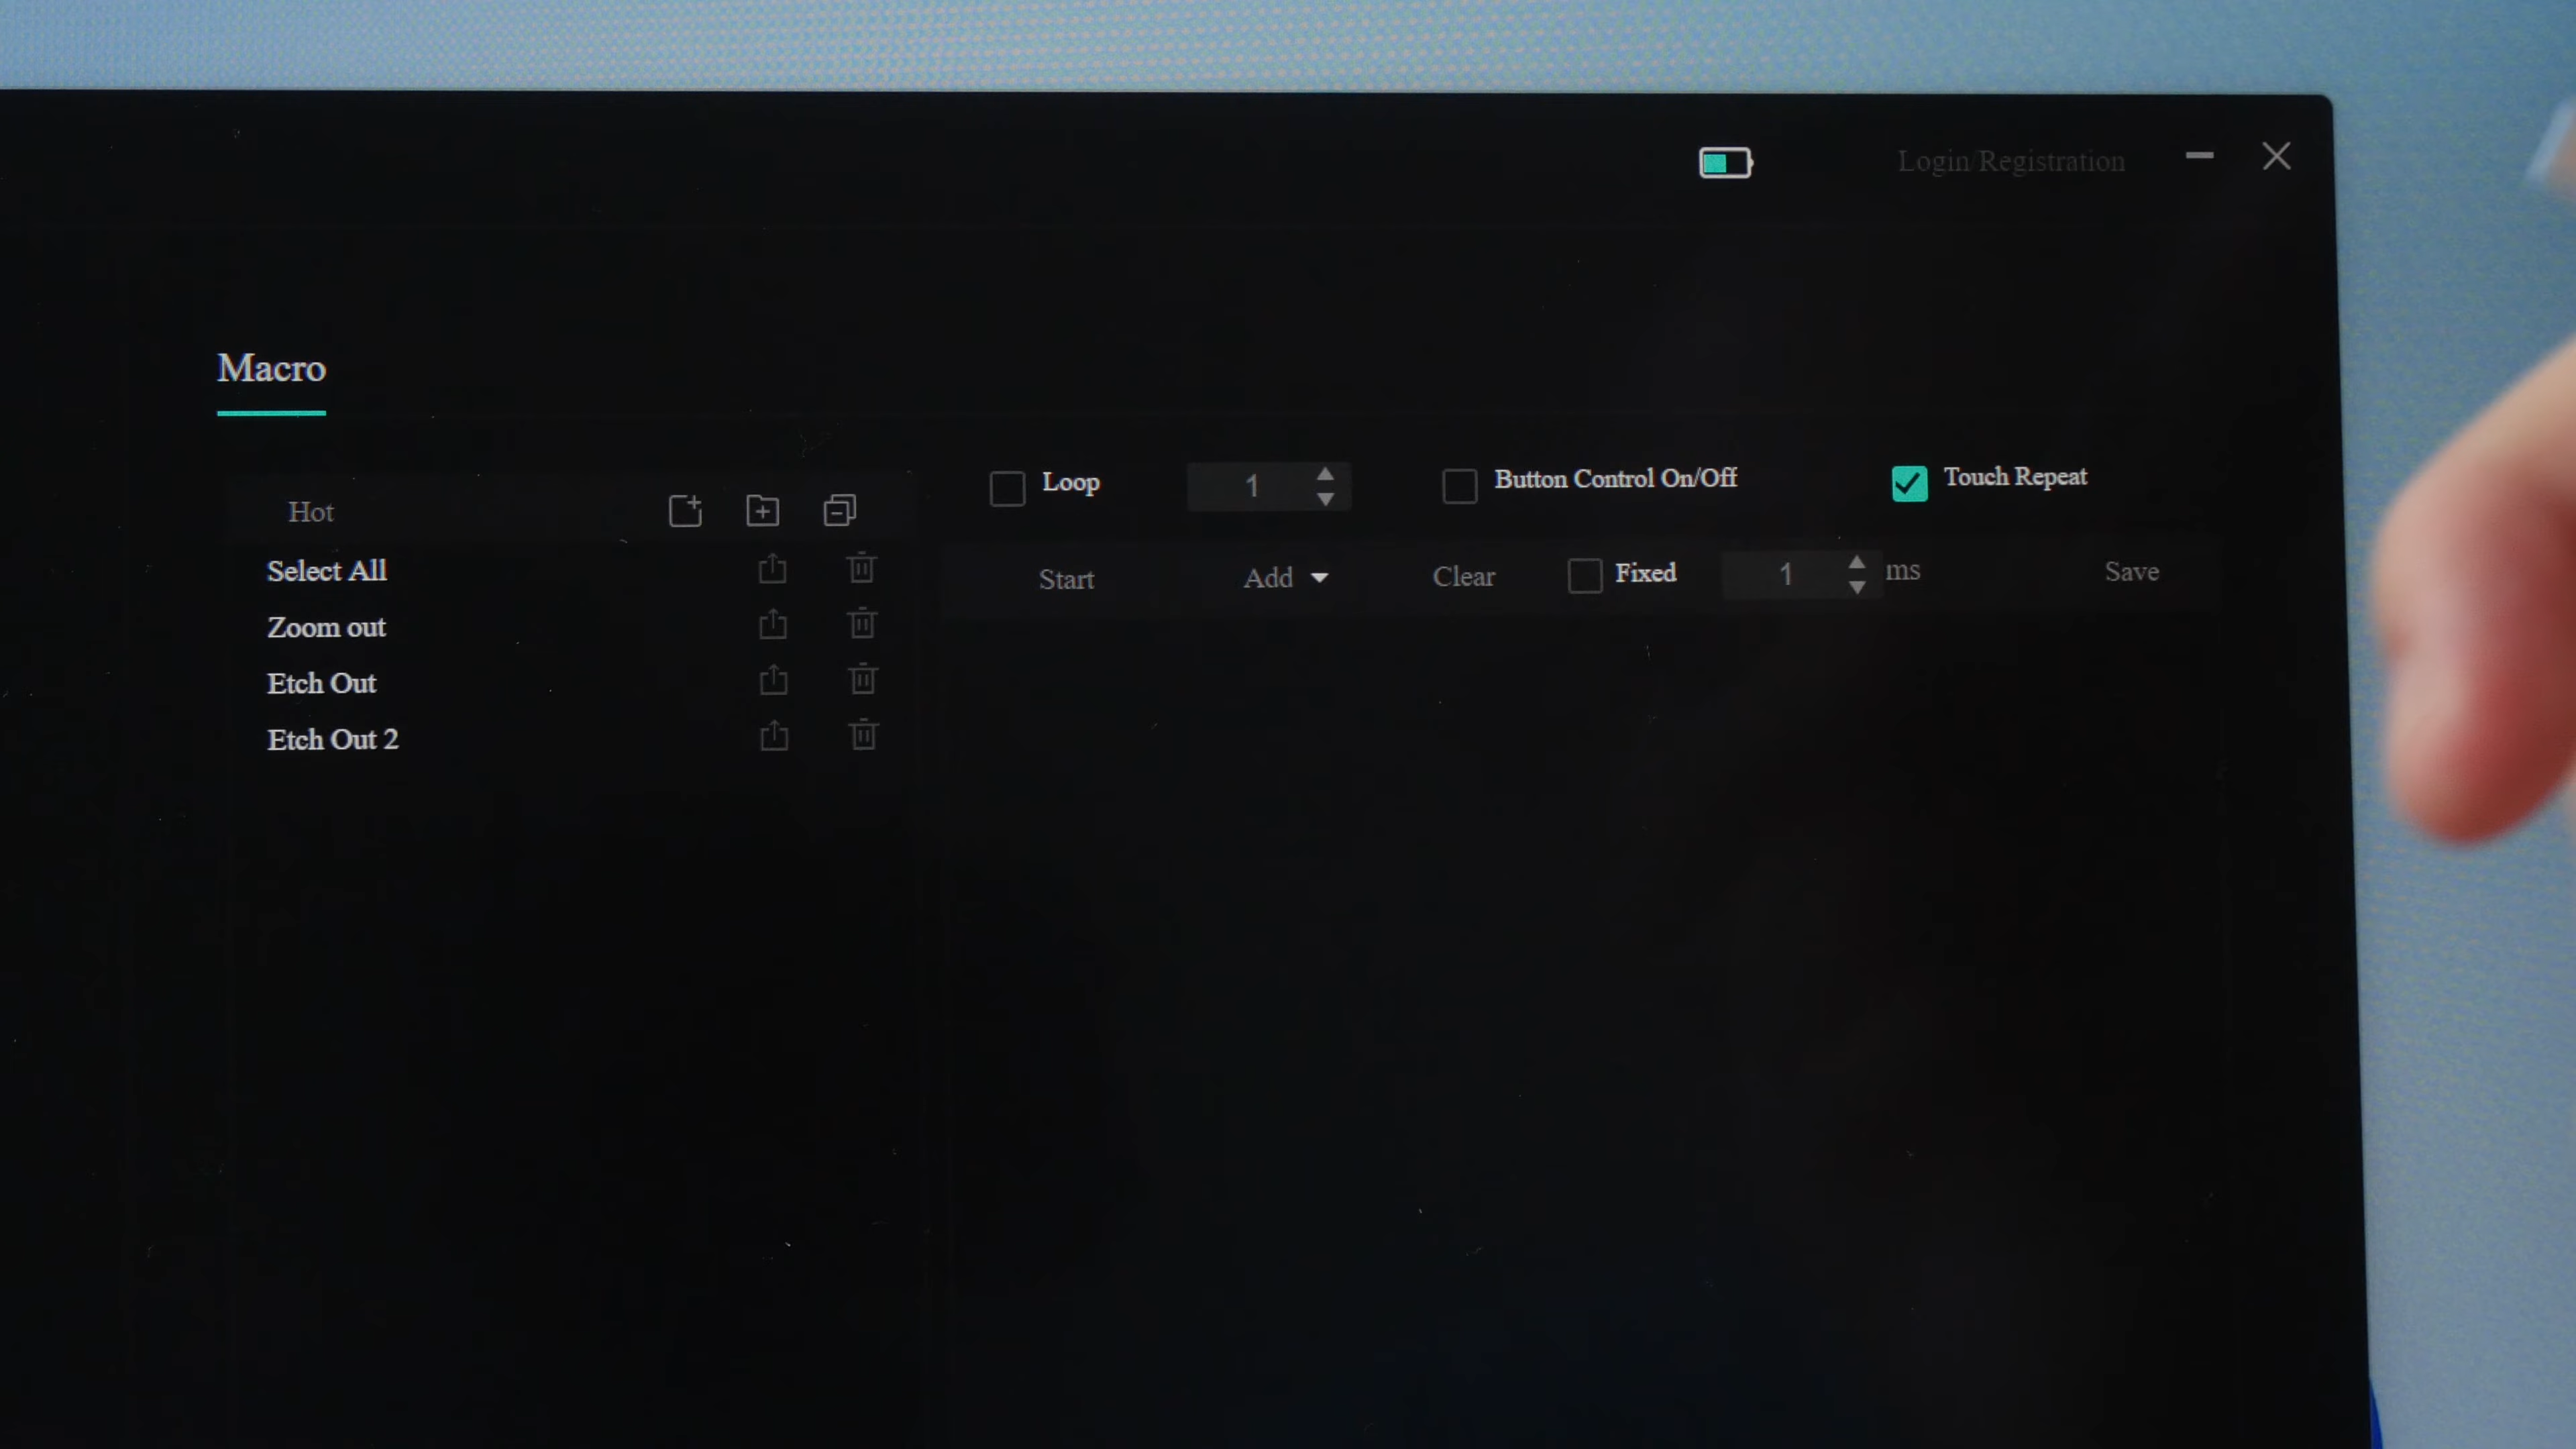 Login/Registration
Macro
Loop 1 Button Control On/Off Touch Repeat
Hot
Start Add Clear Fixed 1 ms Save
Select All
Zoom out
Etch Out
Etch Out 2